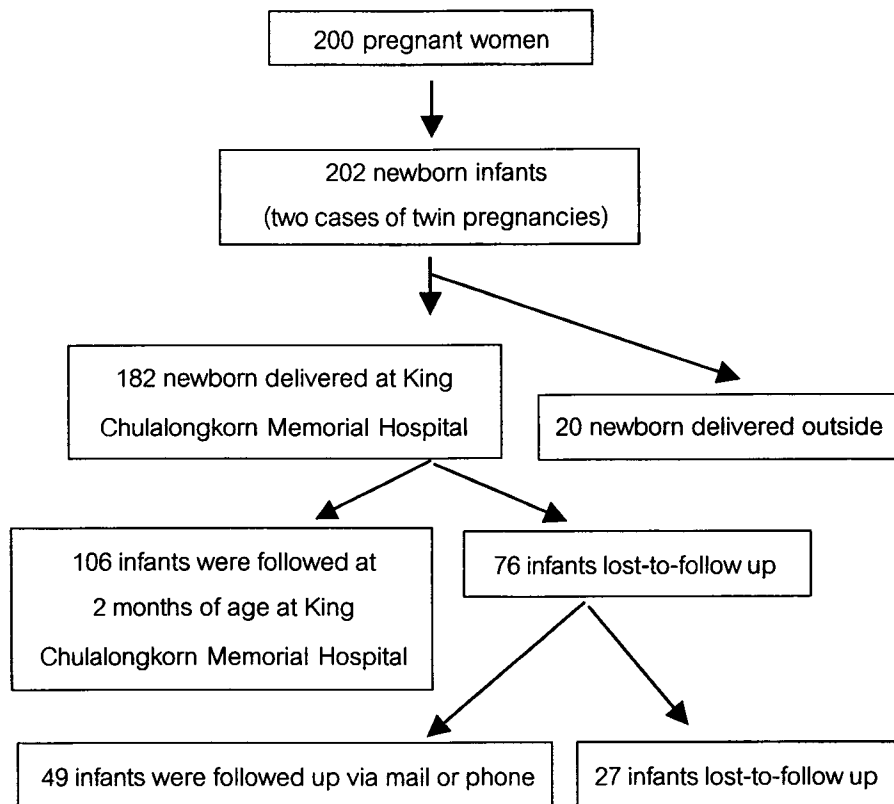 200 pregnant women
202 newborn infants
(two cases of twin pregnancies)
182 newborn delivered at King
Chulalongkorn Memorial Hospital
20 newborn delivered outside
106 infants were followed at
2 months of age at King
Chulalongkorn Memorial Hospital
76 infants lost-to-follow up
49 infants were followed up via mail or phone
27 infants lost-to-follow up